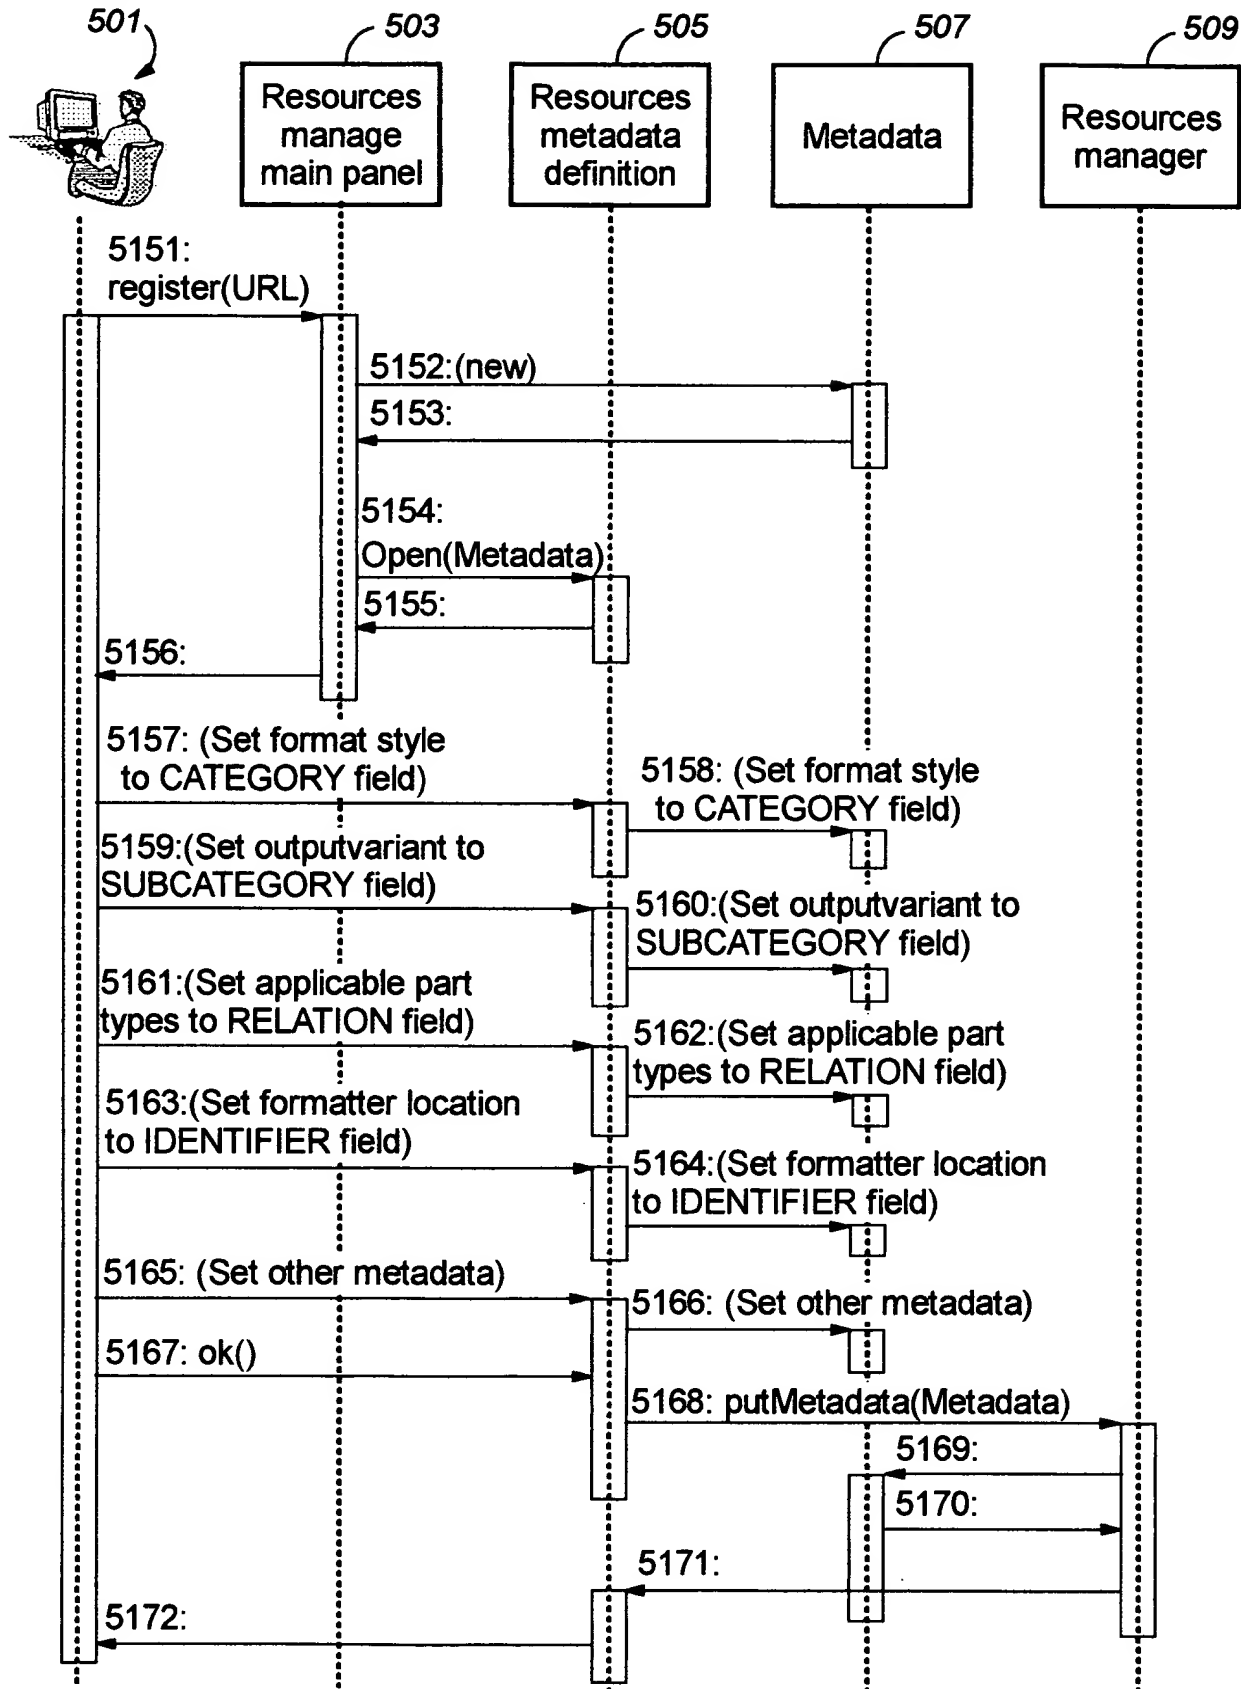 501
503
505
507
509
Resources
manage
main panel
Resources
metadata
definition
Metadata
Resources
manager
5151:
register(URL)
5152:(new)
5153:
5154:
Open(Metadata)
5155:
5156:
5157: (Set format style
to CATEGORY field)
5158: (Set format style
to CATEGORY field)
5159:(Set outputvariant to
SUBCATEGORY field)
5160:(Set outputvariant to
SUBCATEGORY field)
5161:(Set applicable part
types to RELATION field)
5162:(Set applicable part
types to RELATION field)
5163:(Set formatter location
to IDENTIFIER field)
5164:(Set formatter location
to IDENTIFIER field)
5165: (Set other metadata)
5166: (Set other metadata)
5167: ok()
5168: putMetadata(Metadata)
5169:
5170:
5171:
5172: